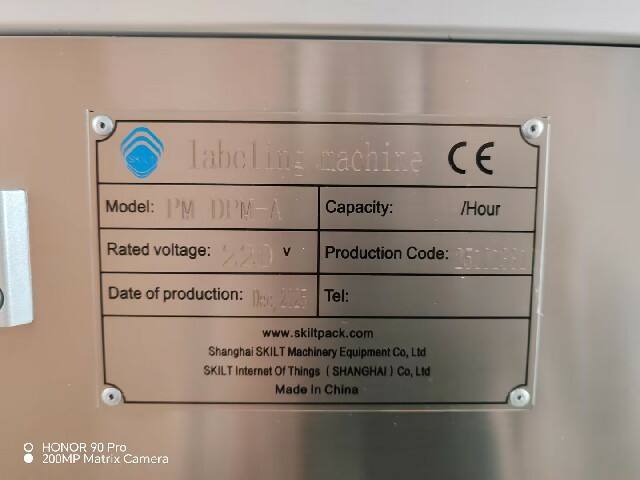 SKILT labeling machine CE
Model: PM DPM-A Capacity: /Hour
Rated voltage: 220 V Production Code:
Date of production: Dec, 2025 Tel:
www.skiltpack.com
Shanghai SKILT Machinery Equipment Co, Ltd
SKILT Internet Of Things ( SHANGHAI ) Co, Ltd
Made In China
HONOR 90 Pro
200MP Matrix Camera